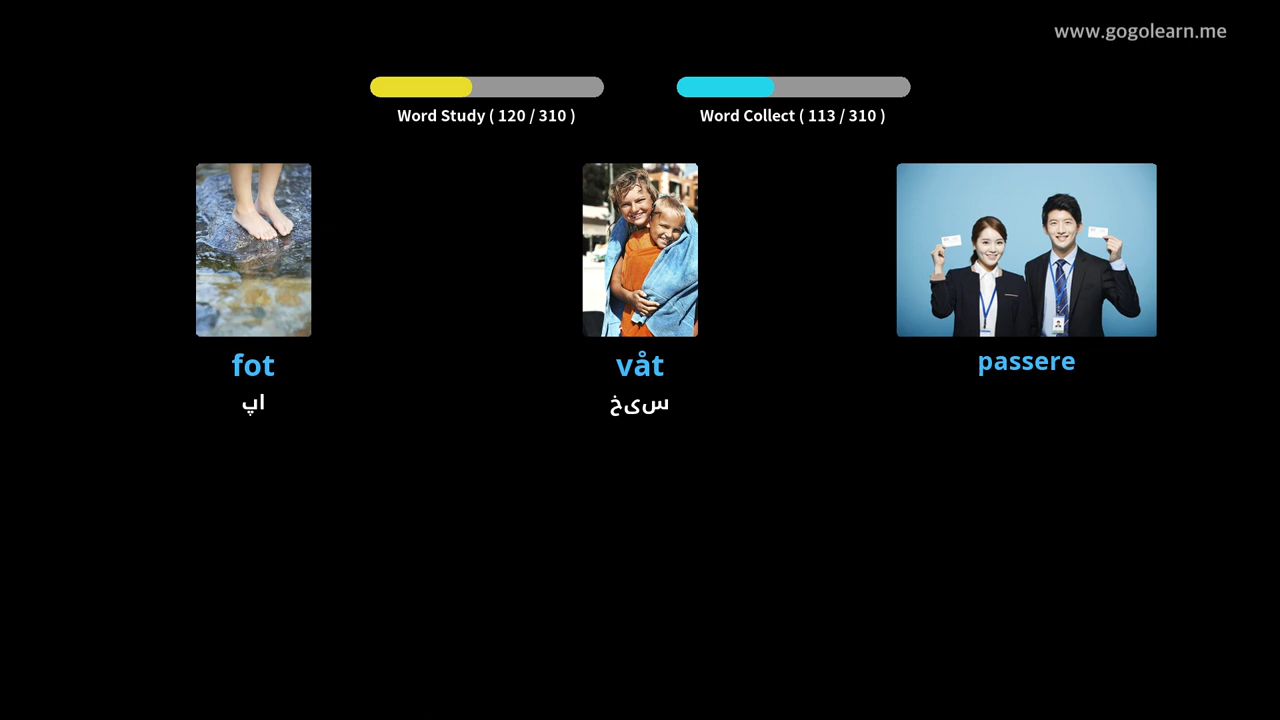 www.gogolearn.me
Word Study ( 120 / 310 )
Word Collect ( 113 / 310 )
fot
våt
passere
اپ
سیخ